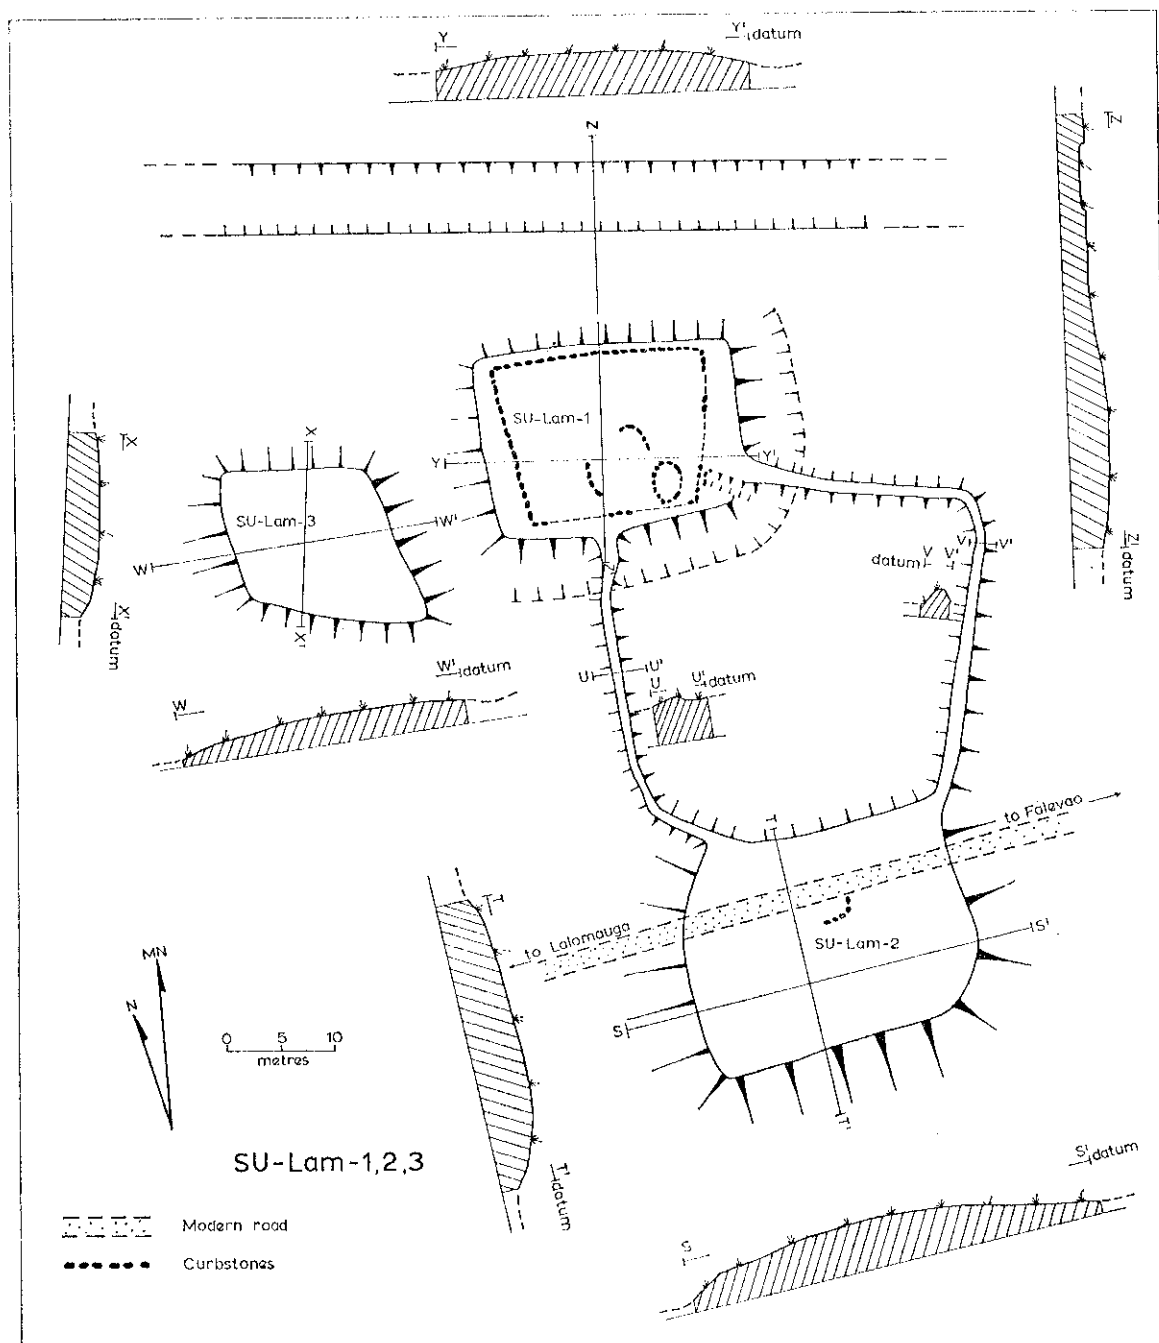 Y
Y' datum
Z
Z
SU-Lam-1
X
X
Y
Y'
SU-Lam-3
W'
W
V'
V'
datum V V'
Z'
Z' datum
X'
X' datum
U
U'
W' datum
U
U' datum
W
T
to Falevao
T
to Lalomauga
SU-Lam-2
S'
MN
N
S
0 5 10
metres
T'
SU-Lam-1,2,3
T' datum
S' datum
Modern road
S
Curbstones